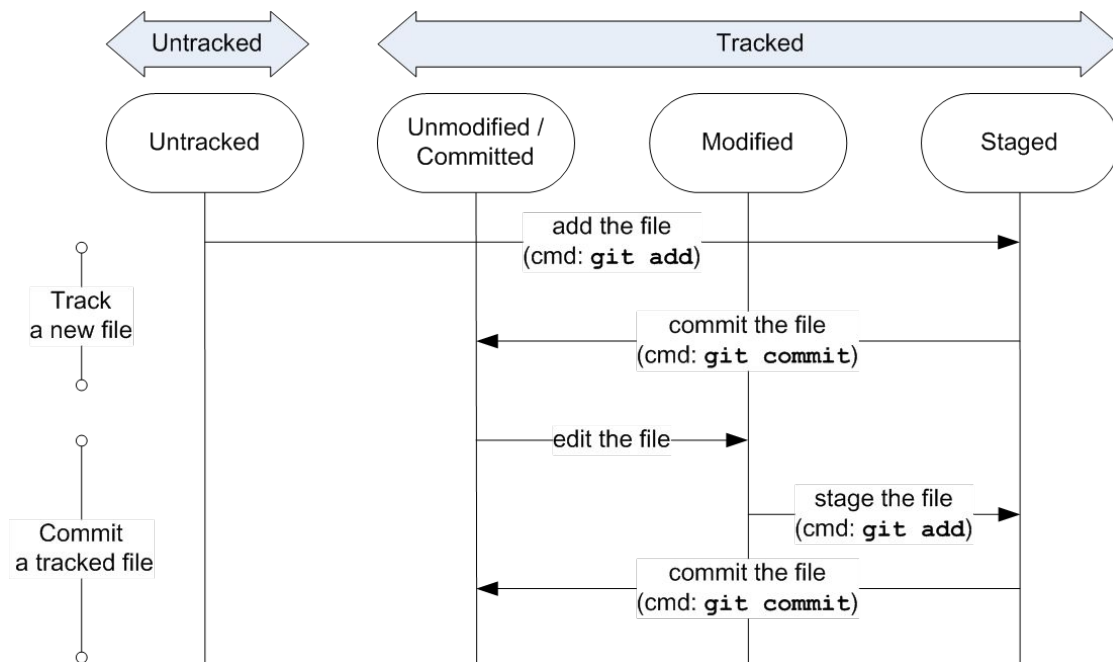 Untracked
Tracked
Untracked
Unmodified /
Committed
Modified
Staged
add the file
(cmd: git add)
Track
a new file
commit the file
(cmd: git commit)
edit the file
stage the file
(cmd: git add)
Commit
a tracked file
commit the file
(cmd: git commit)